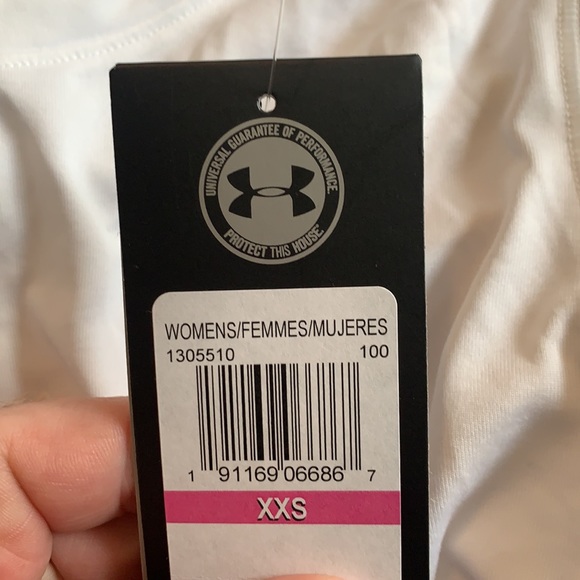 UNIVERSAL GUARANTEE OF PERFORMANCE
PROTECT THIS HOUSE
WOMENS/FEMMES/MUJERES
1305510 100
1 91169 06686 7
XXS